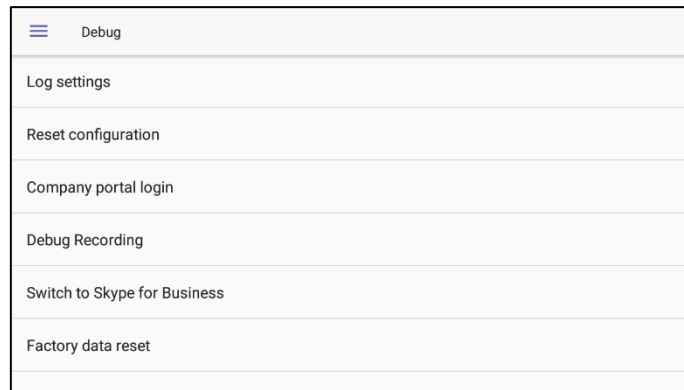 Debug
Log settings
Reset configuration
Company portal login
Debug Recording
Switch to Skype for Business
Factory data reset